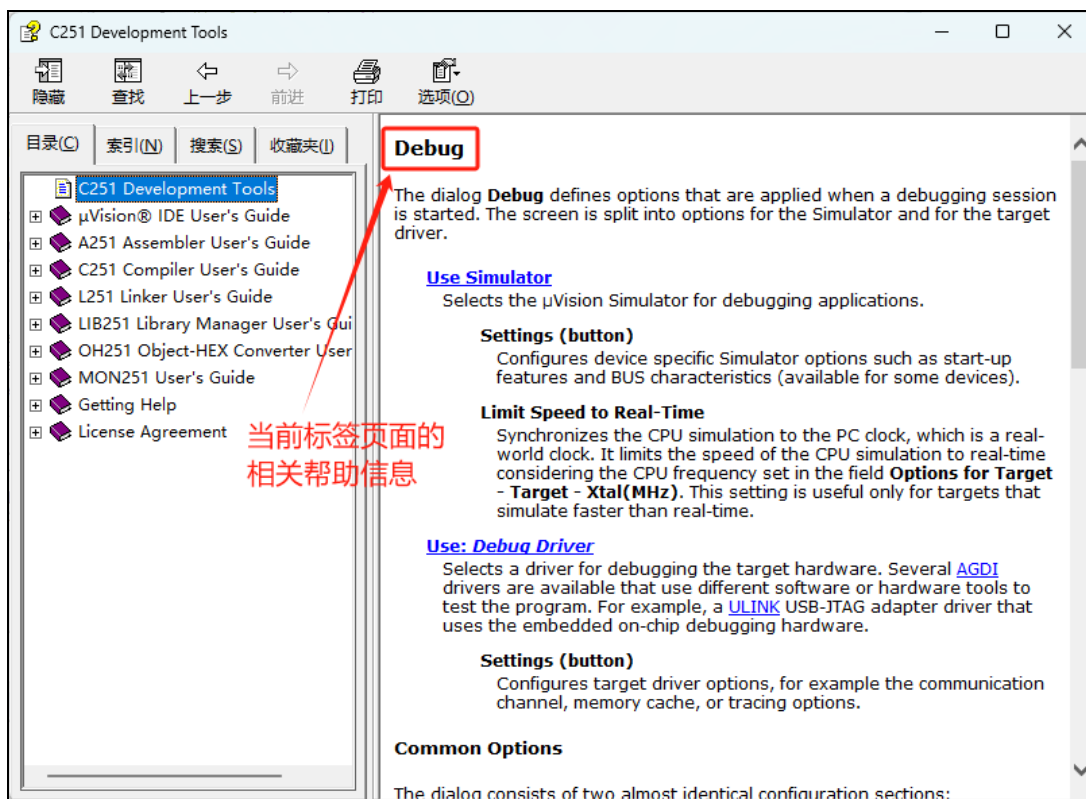 C251 Development Tools
隐藏 查找 上一步 前进 打印 选项(O)
目录(C) 索引(N) 搜索(S) 收藏夹(I)
C251 Development Tools
µVision® IDE User's Guide
A251 Assembler User's Guide
C251 Compiler User's Guide
L251 Linker User's Guide
LIB251 Library Manager User's Gui
OH251 Object-HEX Converter User
MON251 User's Guide
Getting Help
License Agreement
当前标签页面的
相关帮助信息
Debug
The dialog Debug defines options that are applied when a debugging session
is started. The screen is split into options for the Simulator and for the target
driver.
Use Simulator
Selects the µVision Simulator for debugging applications.
Settings (button)
Configures device specific Simulator options such as start-up
features and BUS characteristics (available for some devices).
Limit Speed to Real-Time
Synchronizes the CPU simulation to the PC clock, which is a real-
world clock. It limits the speed of the CPU simulation to real-time
considering the CPU frequency set in the field Options for Target
- Target - Xtal(MHz). This setting is useful only for targets that
simulate faster than real-time.
Use: Debug Driver
Selects a driver for debugging the target hardware. Several AGDI
drivers are available that use different software or hardware tools to
test the program. For example, a ULINK USB-JTAG adapter driver that
uses the embedded on-chip debugging hardware.
Settings (button)
Configures target driver options, for example the communication
channel, memory cache, or tracing options.
Common Options
The dialog consists of two almost identical configuration sections: